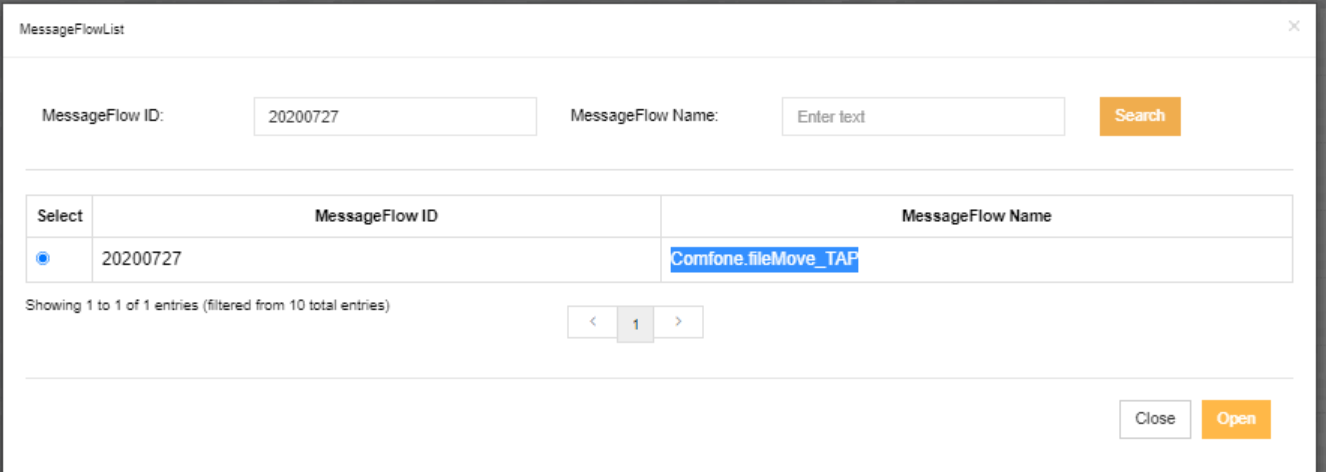 MessageFlowList ×
MessageFlow ID: 20200727 MessageFlow Name: Enter text Search
Select MessageFlow ID MessageFlow Name
20200727 Comfone.fileMove_TAP
Showing 1 to 1 of 1 entries (filtered from 10 total entries)
< 1 >
Close Open